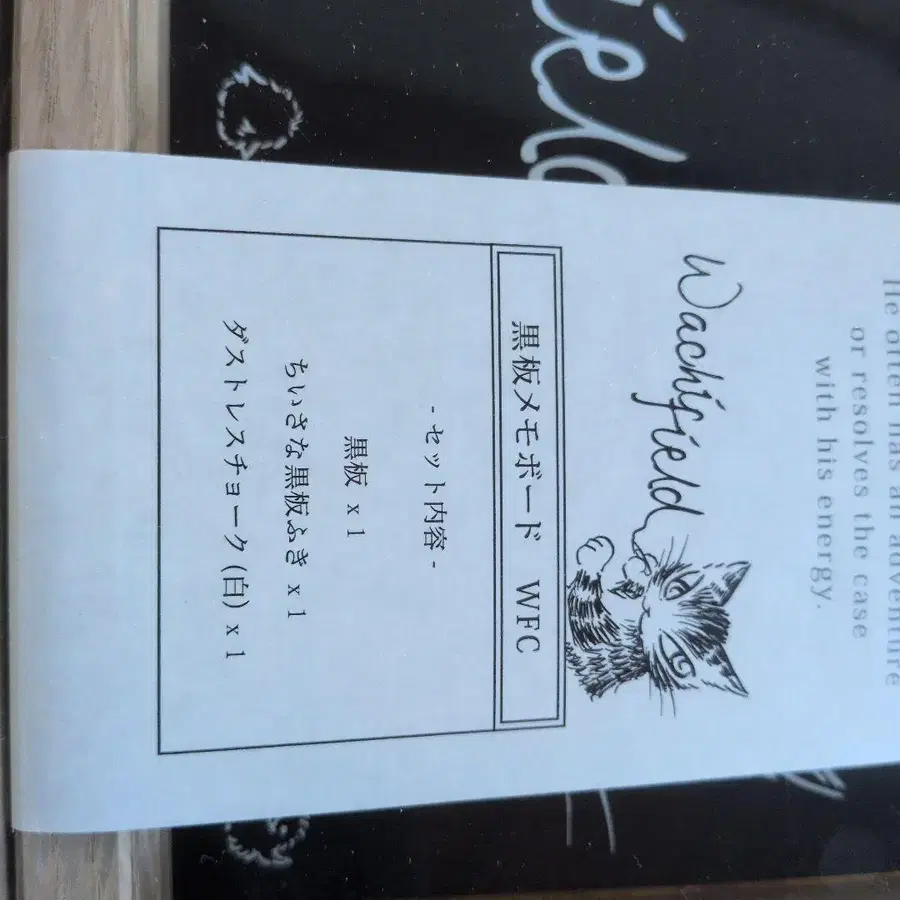 He often has an adventure
or resolves the case
with his energy.
Wachifield
黒板メモボード WFC
- セット内容 -
黒板 x 1
ちいさな黒板ふき x 1
ダストレスチョーク (白) x 1